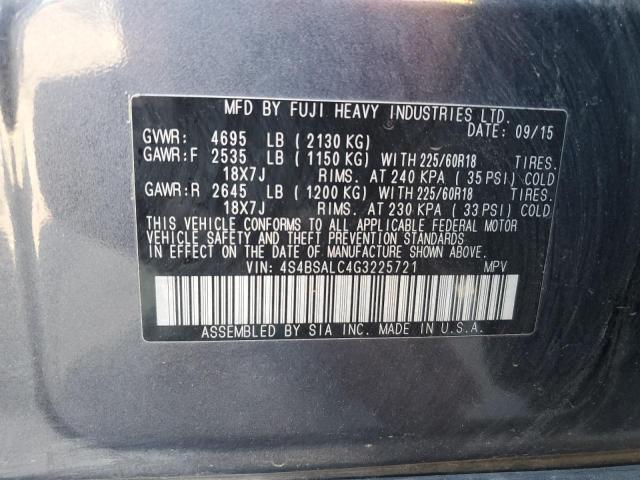 MFD BY FUJI HEAVY INDUSTRIES LTD.
DATE: 09/15
GVWR: 4695 LB ( 2130 KG)
GAWR:F 2535 LB ( 1150 KG) WITH 225/60R18 TIRES.
18X7J RIMS. AT 240 KPA ( 35 PSI) COLD
GAWR:R 2645 LB ( 1200 KG) WITH 225/60R18 TIRES.
18X7J RIMS. AT 230 KPA ( 33 PSI) COLD
THIS VEHICLE CONFORMS TO ALL APPLICABLE FEDERAL MOTOR
VEHICLE SAFETY AND THEFT PREVENTION STANDARDS
IN EFFECT ON THE DATE OF MANUFACTURE SHOWN ABOVE.
VIN: 4S4BSALC4G3225721 MPV
ASSEMBLED BY SIA INC. MADE IN U.S.A.